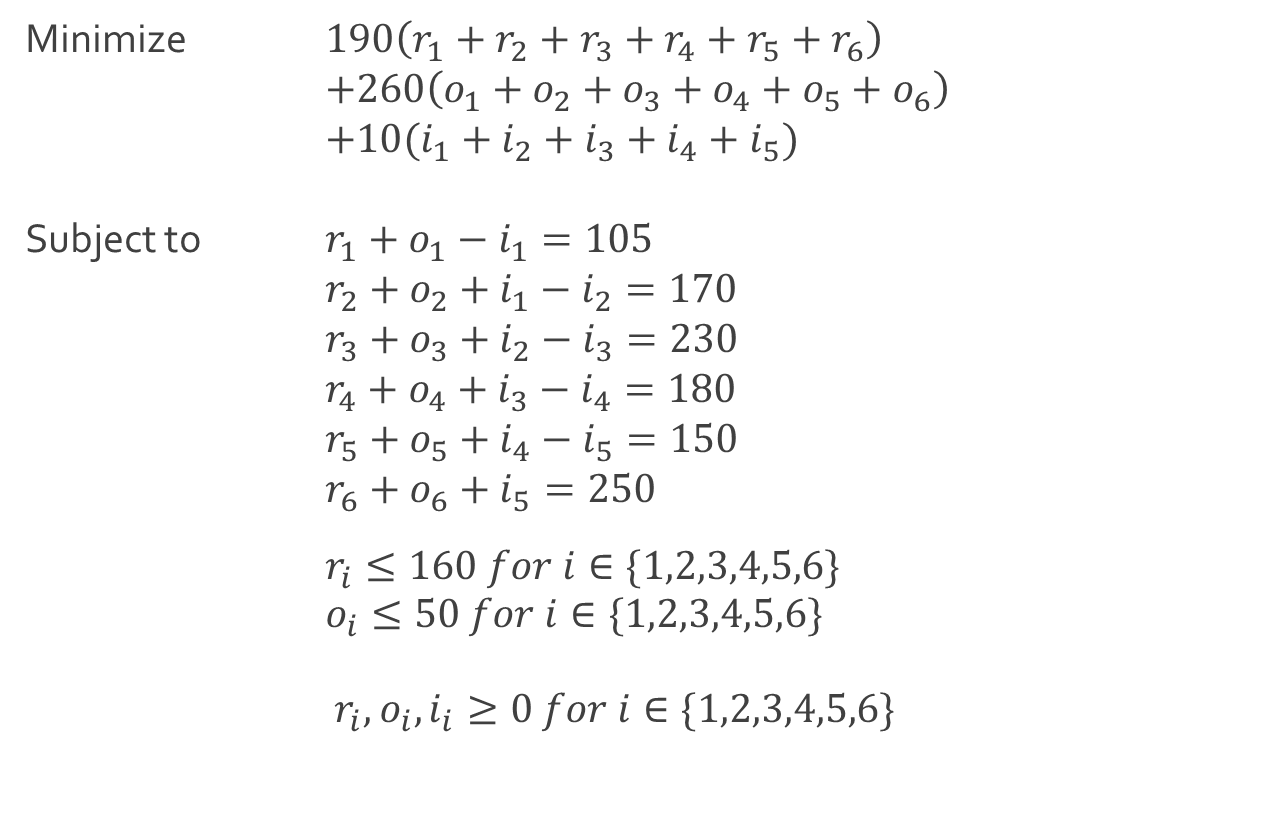 Minimize 190(r₁ + r₂ + r₃ + r₄ + r₅ + r₆)
+260(o₁ + o₂ + o₃ + o₄ + o₅ + o₆)
+10(i₁ + i₂ + i₃ + i₄ + i₅)
Subject to r₁ + o₁ − i₁ = 105
r₂ + o₂ + i₁ − i₂ = 170
r₃ + o₃ + i₂ − i₃ = 230
r₄ + o₄ + i₃ − i₄ = 180
r₅ + o₅ + i₄ − i₅ = 150
r₆ + o₆ + i₅ = 250
rᵢ ≤ 160 for i ∈ {1,2,3,4,5,6}
oᵢ ≤ 50 for i ∈ {1,2,3,4,5,6}
rᵢ, oᵢ, iᵢ ≥ 0 for i ∈ {1,2,3,4,5,6}